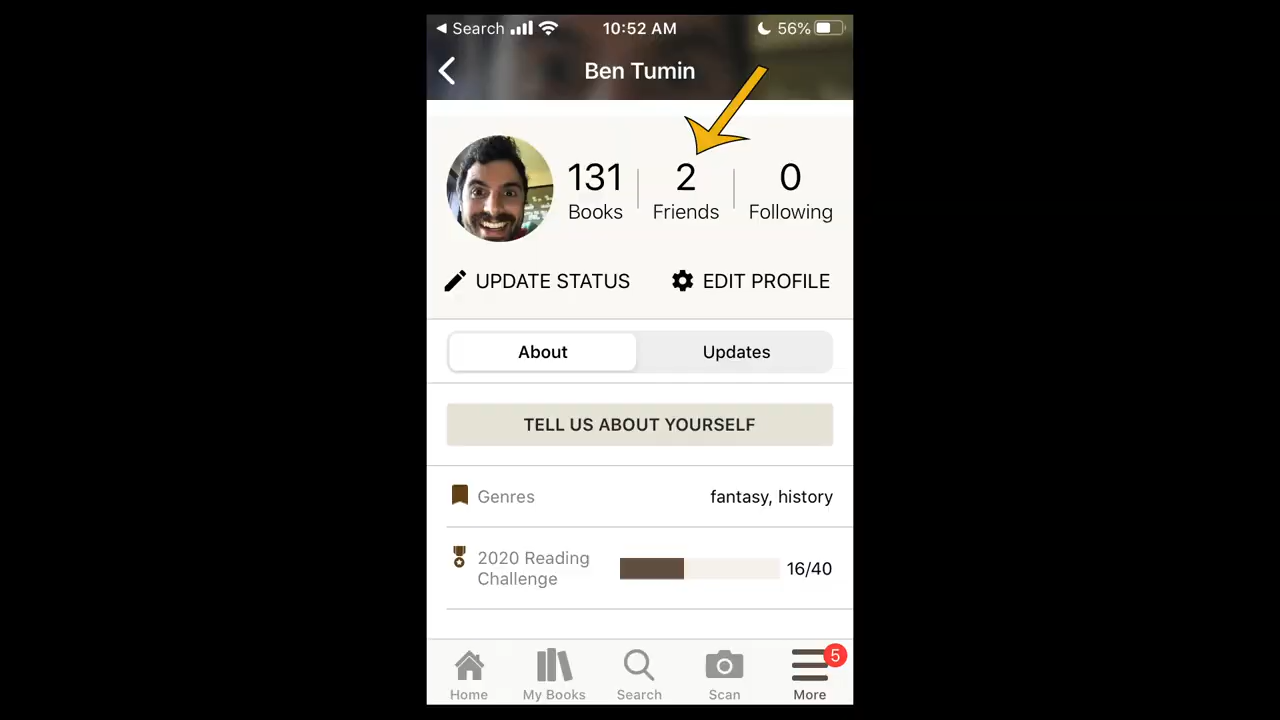 Search 10:52 AM 56%
Ben Tumin
131 2 0
Books Friends Following
UPDATE STATUS EDIT PROFILE
About Updates
TELL US ABOUT YOURSELF
Genres fantasy, history
2020 Reading
Challenge 16/40
5
Home My Books Search Scan More